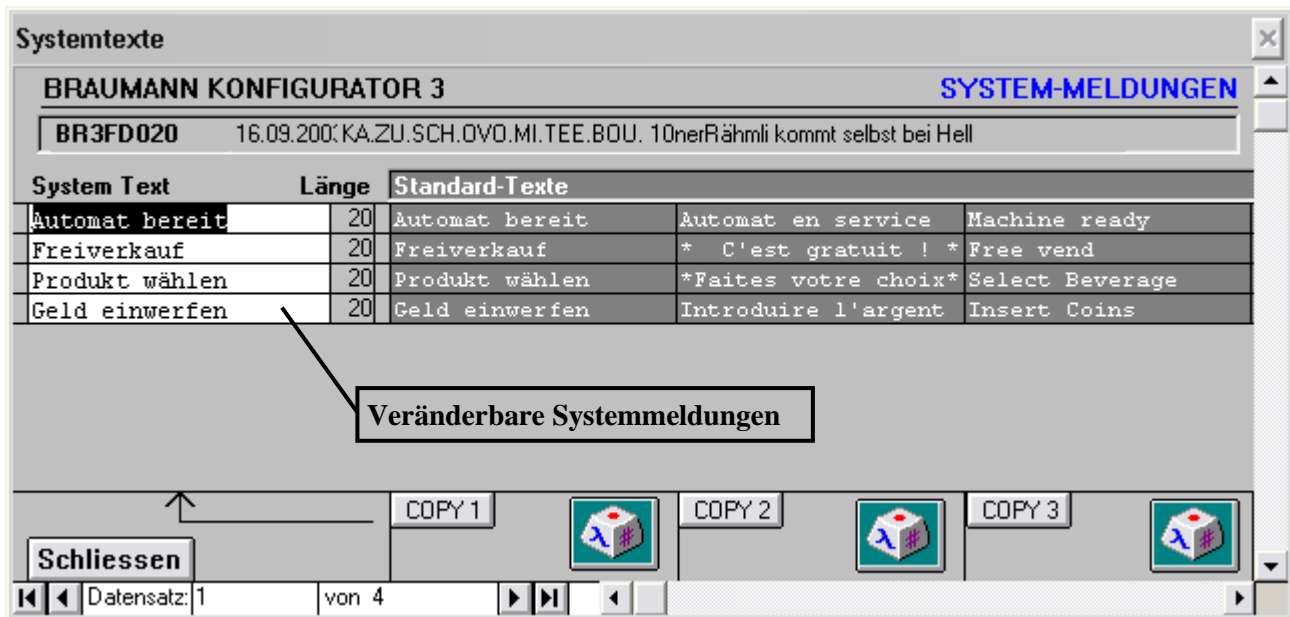 Systemtexte
BRAUMANN KONFIGURATOR 3 SYSTEM-MELDUNGEN
BR3FD020 16.09.200 KA.ZU.SCH.OVO.MI.TEE.BOU. 10nerRähmli kommt selbst bei Hell
System Text Länge Standard-Texte
Automat bereit 20 Automat bereit Automat en service Machine ready
Freiverkauf 20 Freiverkauf * C'est gratuit ! * Free vend
Produkt wählen 20 Produkt wählen *Faites votre choix* Select Beverage
Geld einwerfen 20 Geld einwerfen Introduire l'argent Insert Coins
Veränderbare Systemmeldungen
COPY 1 λ # COPY 2 λ # COPY 3 λ #
Schliessen
Datensatz: 1 von 4